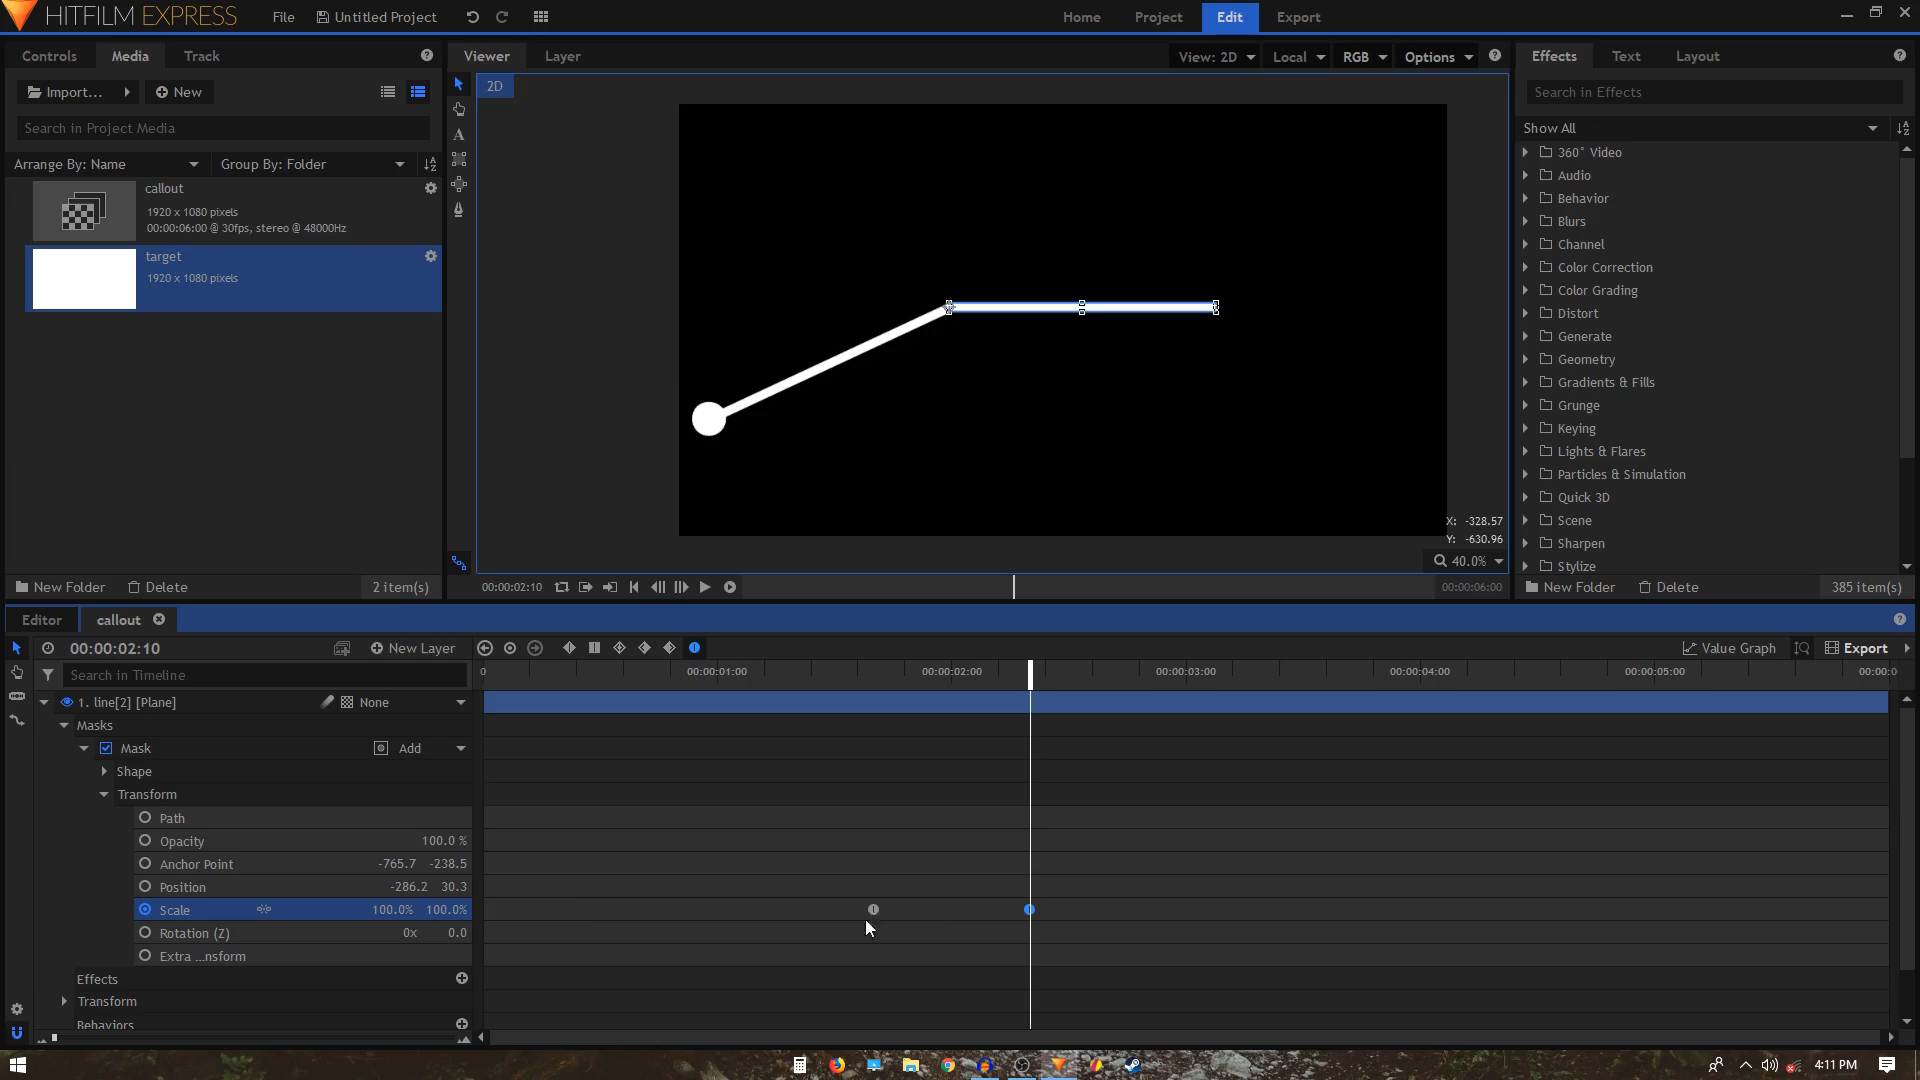 HITFILM EXPRESS
File
Untitled Project
Home
Project
Edit
Export
Controls
Media
Track
Import...
New
Search in Project Media
Arrange By: Name
Group By: Folder
callout
1920 x 1080 pixels
00:00:06:00 @ 30fps, stereo @ 48000Hz
target
1920 x 1080 pixels
New Folder
Delete
2 item(s)
Viewer
Layer
View: 2D
Local
RGB
Options
2D
A
X: -328.57
Y: -630.96
40.0%
00:00:02:10
00:00:06:00
Effects
Text
Layout
Search in Effects
Show All
360° Video
Audio
Behavior
Blurs
Channel
Color Correction
Color Grading
Distort
Generate
Geometry
Gradients & Fills
Grunge
Keying
Lights & Flares
Particles & Simulation
Quick 3D
Scene
Sharpen
Stylize
New Folder
Delete
385 item(s)
Editor
callout
00:00:02:10
New Layer
Value Graph
Export
Search in Timeline
0
00:00:01:00
00:00:02:00
00:00:03:00
00:00:04:00
00:00:05:00
00:00:0
1. line[2] [Plane]
None
Masks
Mask
Add
Shape
Transform
Path
Opacity 100.0 %
Anchor Point -765.7 -238.5
Position -286.2 30.3
Scale 100.0% 100.0%
Rotation (Z) 0x 0.0
Extra ...nsform
Effects
Transform
Behaviors
4:11 PM